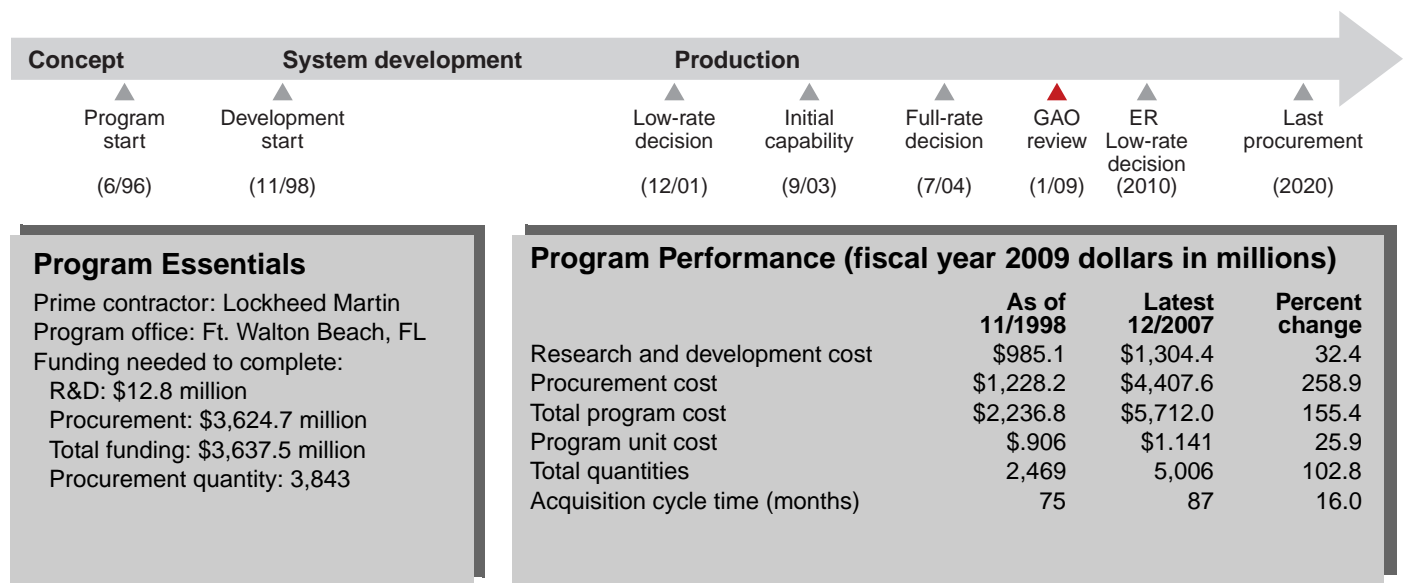 Concept System development Production
Program start (6/96)
Development start (11/98)
Low-rate decision (12/01)
Initial capability (9/03)
Full-rate decision (7/04)
GAO review (1/09)
ER Low-rate decision (2010)
Last procurement (2020)
Program Essentials
Prime contractor: Lockheed Martin
Program office: Ft. Walton Beach, FL
Funding needed to complete:
R&D: $12.8 million
Procurement: $3,624.7 million
Total funding: $3,637.5 million
Procurement quantity: 3,843
Program Performance (fiscal year 2009 dollars in millions)
As of Latest Percent
11/1998 12/2007 change
Research and development cost $985.1 $1,304.4 32.4
Procurement cost $1,228.2 $4,407.6 258.9
Total program cost $2,236.8 $5,712.0 155.4
Program unit cost $.906 $1.141 25.9
Total quantities 2,469 5,006 102.8
Acquisition cycle time (months) 75 87 16.0